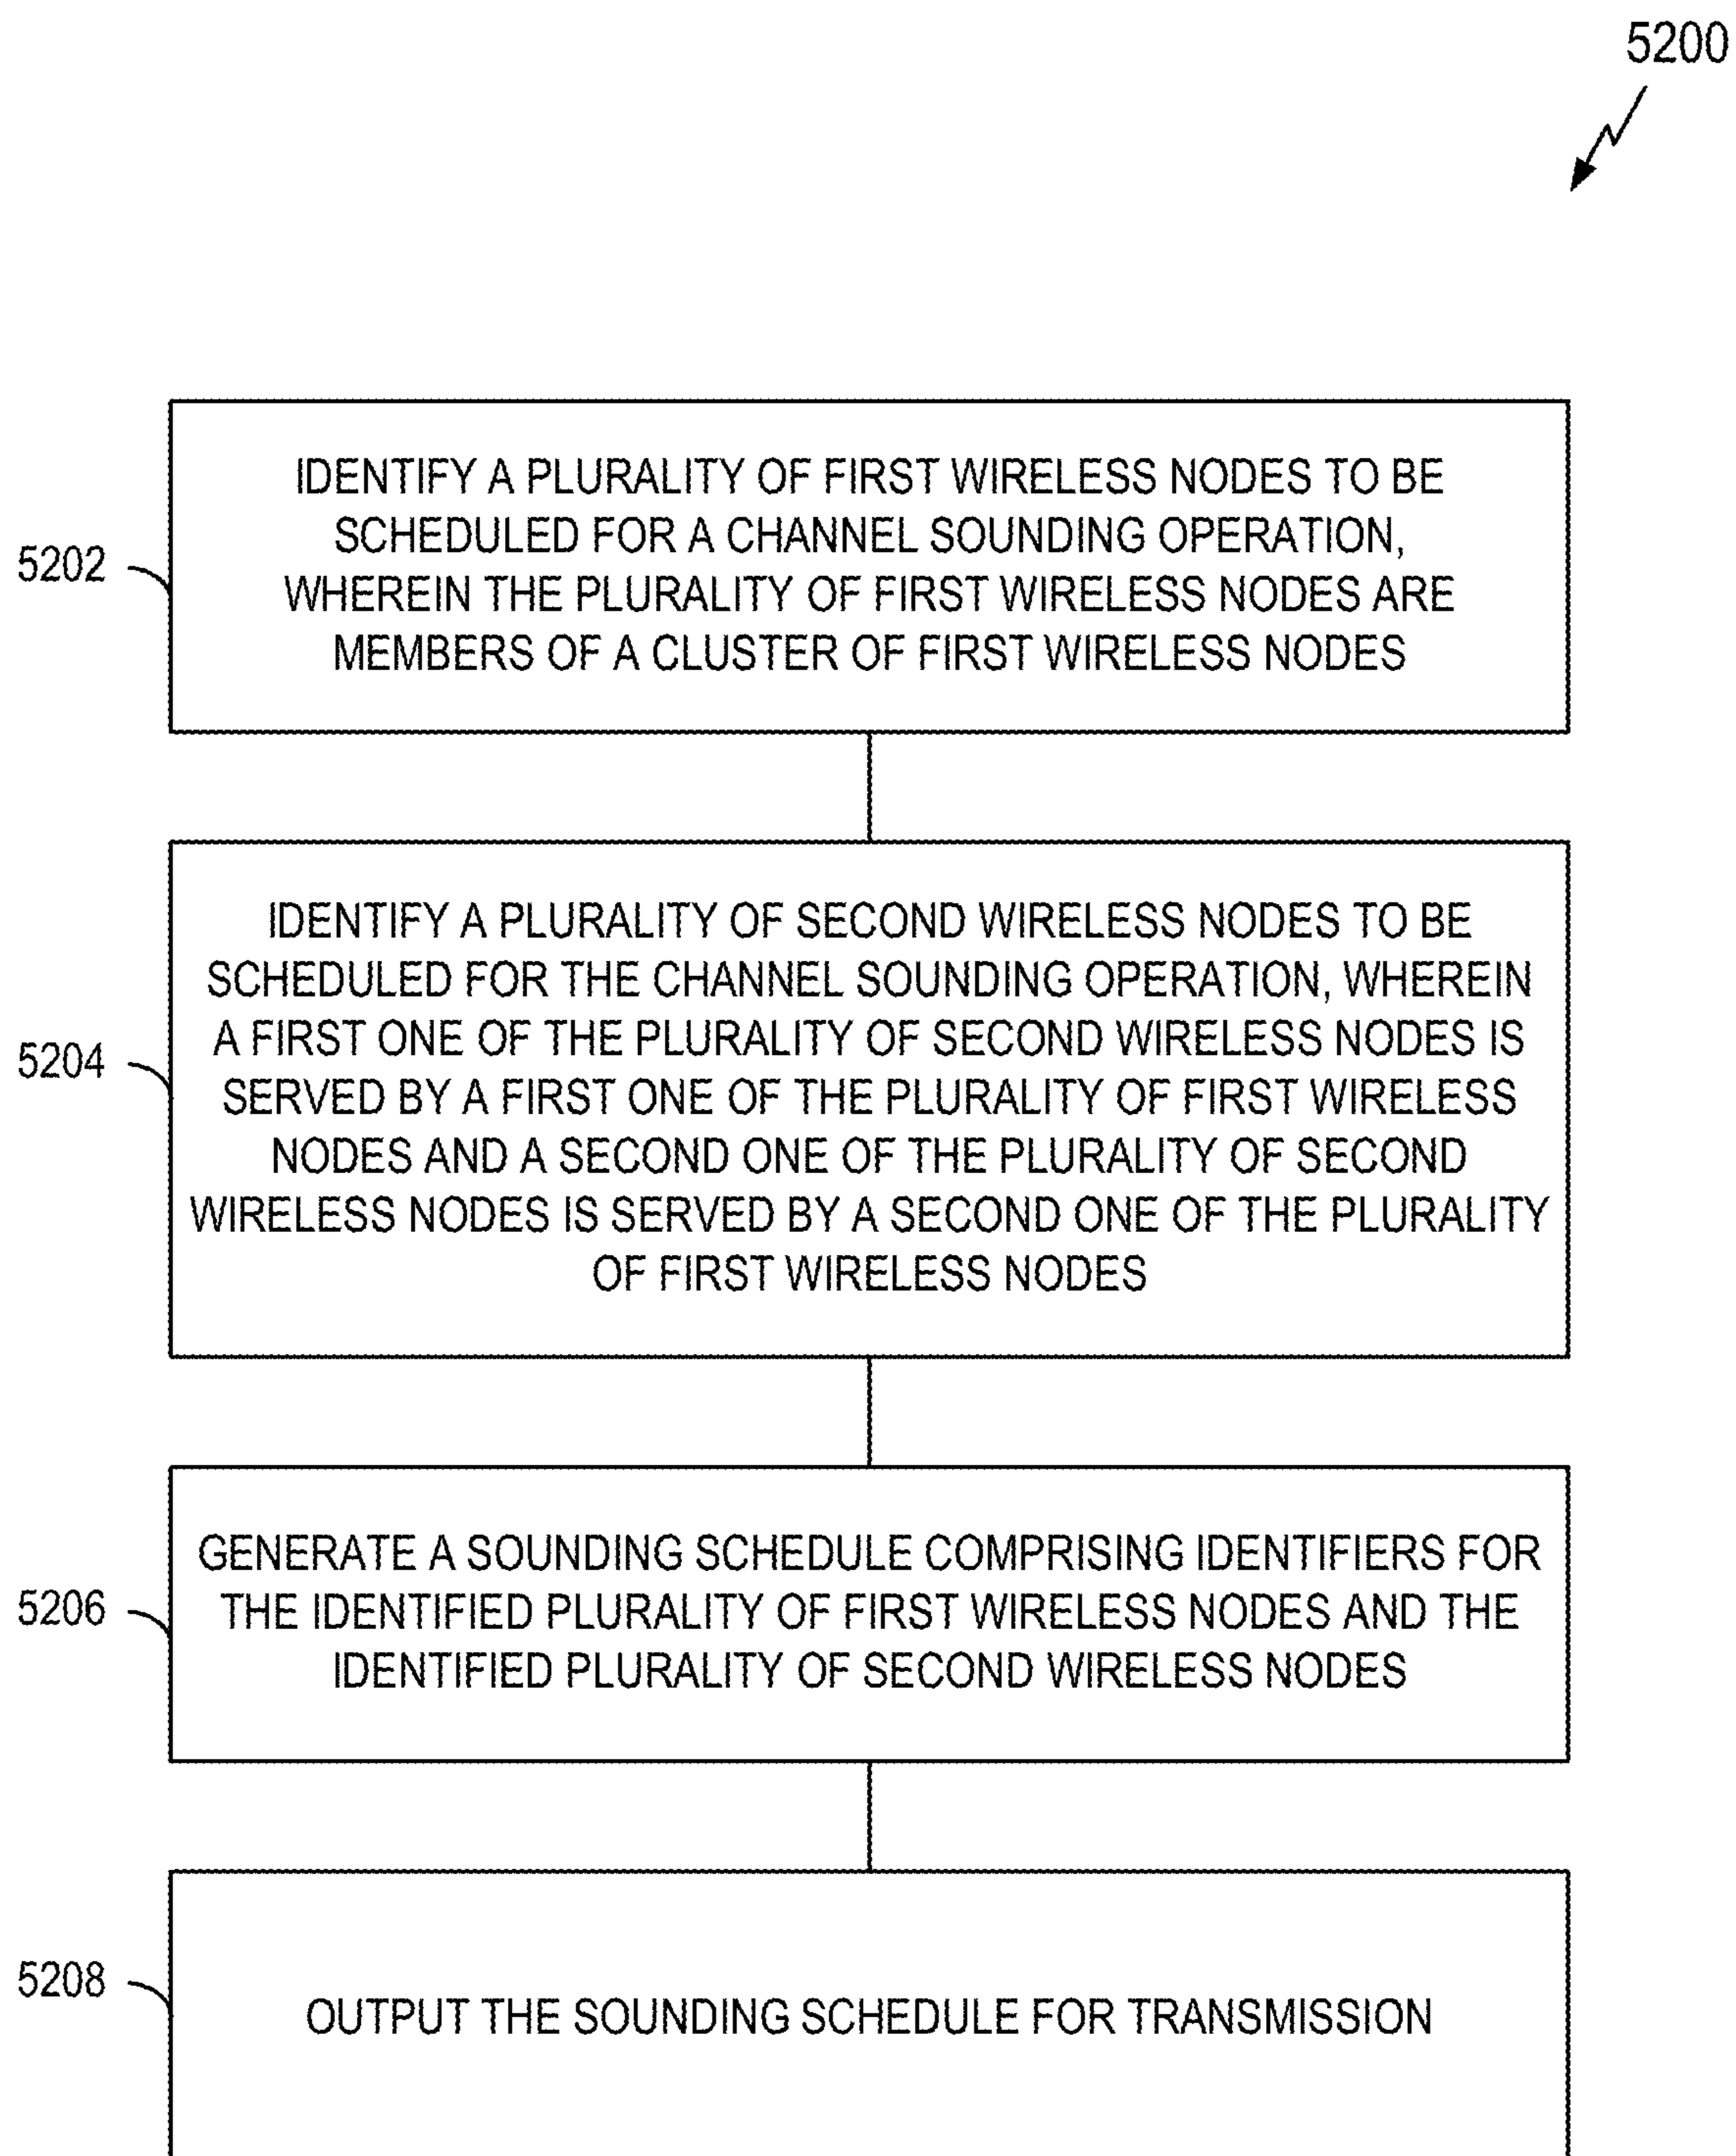 5200
5202
IDENTIFY A PLURALITY OF FIRST WIRELESS NODES TO BE
SCHEDULED FOR A CHANNEL SOUNDING OPERATION,
WHEREIN THE PLURALITY OF FIRST WIRELESS NODES ARE
MEMBERS OF A CLUSTER OF FIRST WIRELESS NODES
5204
IDENTIFY A PLURALITY OF SECOND WIRELESS NODES TO BE
SCHEDULED FOR THE CHANNEL SOUNDING OPERATION, WHEREIN
A FIRST ONE OF THE PLURALITY OF SECOND WIRELESS NODES IS
SERVED BY A FIRST ONE OF THE PLURALITY OF FIRST WIRELESS
NODES AND A SECOND ONE OF THE PLURALITY OF SECOND
WIRELESS NODES IS SERVED BY A SECOND ONE OF THE PLURALITY
OF FIRST WIRELESS NODES
5206
GENERATE A SOUNDING SCHEDULE COMPRISING IDENTIFIERS FOR
THE IDENTIFIED PLURALITY OF FIRST WIRELESS NODES AND THE
IDENTIFIED PLURALITY OF SECOND WIRELESS NODES
5208
OUTPUT THE SOUNDING SCHEDULE FOR TRANSMISSION